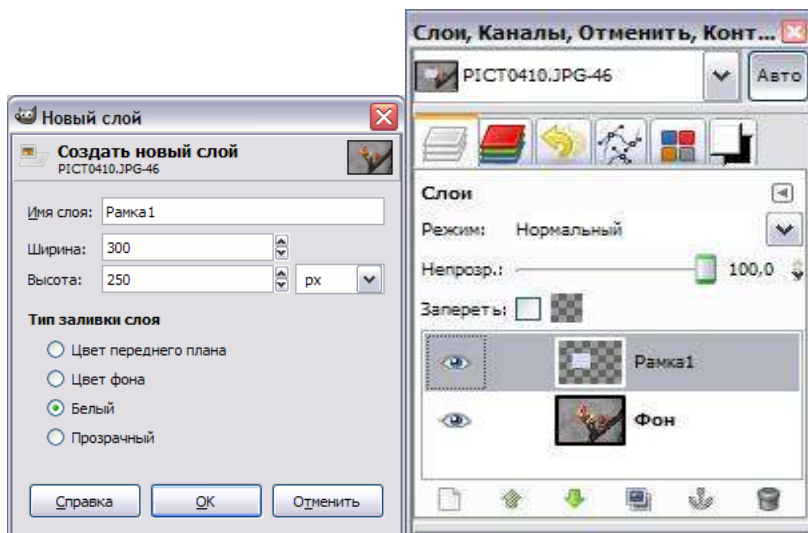 Новый слой
Создать новый слой
PICT0410.JPG-46
Имя слоя: Рамка1
Ширина: 300
Высота: 250 px
Тип заливки слоя
Цвет переднего плана
Цвет фона
Белый
Прозрачный
Справка OK Отменить
Слои, Каналы, Отменить, Конт...
PICT0410.JPG-46 Авто
Слои
Режим: Нормальный
Непрозр.: 100,0
Запереть:
Рамка1
Фон